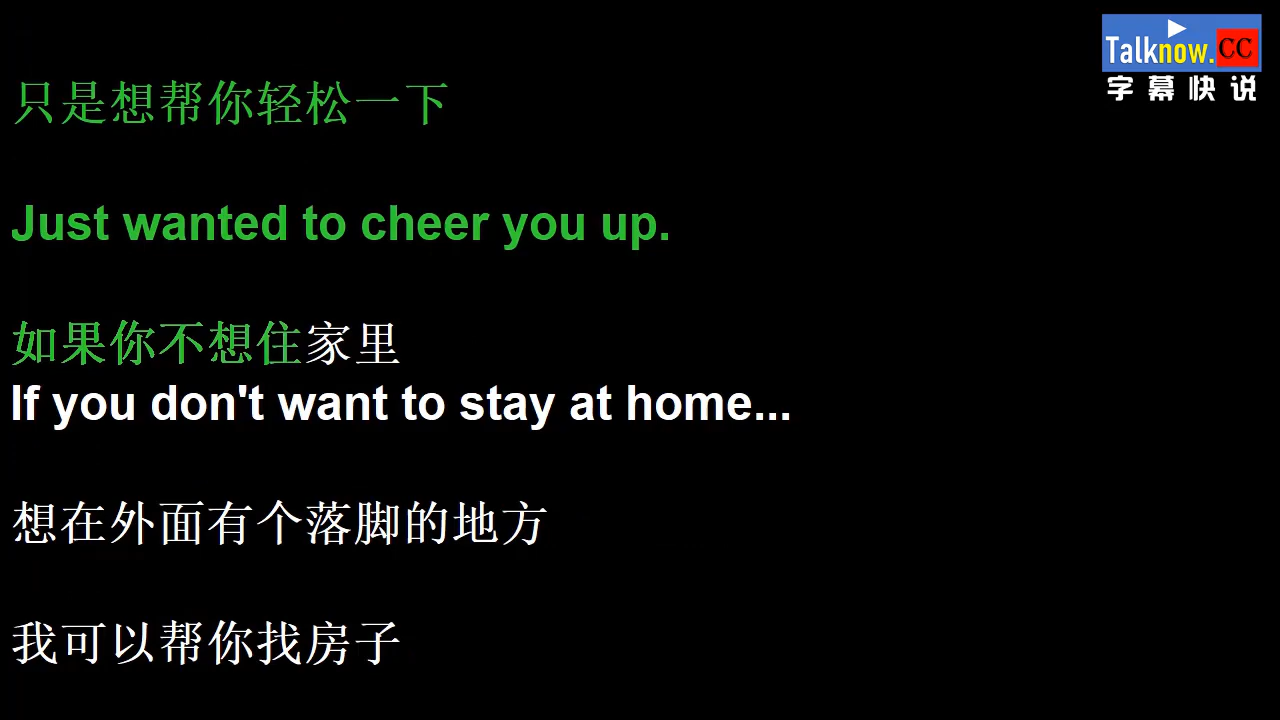 Talknow.CC
字幕快说
只是想帮你轻松一下
Just wanted to cheer you up.
如果你不想住家里
If you don't want to stay at home...
想在外面有个落脚的地方
我可以帮你找房子